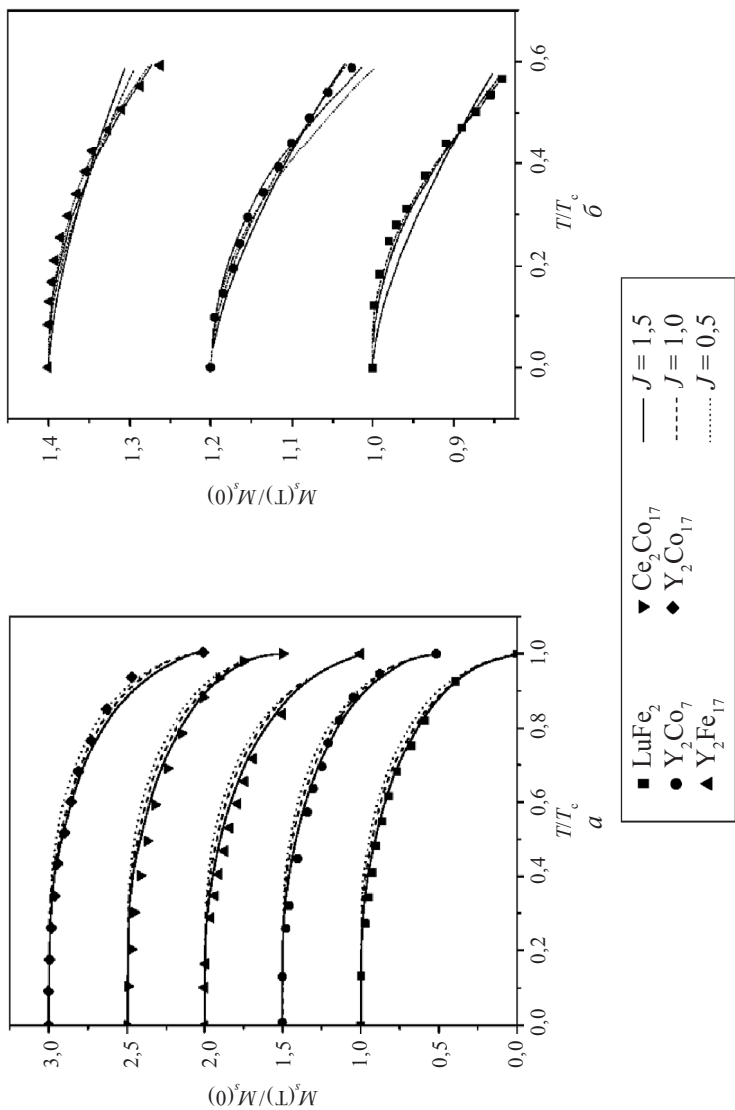 3,0
2,5
2,0
1,5
1,0
0,5
0,0
M_s(T)/M_s(0)
0,0 0,2 0,4 0,6 0,8 1,0
T/T_c
а
1,4
1,3
1,2
1,1
1,0
0,9
M_s(T)/M_s(0)
0,0 0,2 0,4 0,6
T/T_c
б
LuFe₂ Ce₂Co₁₇ J = 1,5
Y₂Co₇ Y₂Co₁₇ J = 1,0
Y₂Fe₁₇ J = 0,5